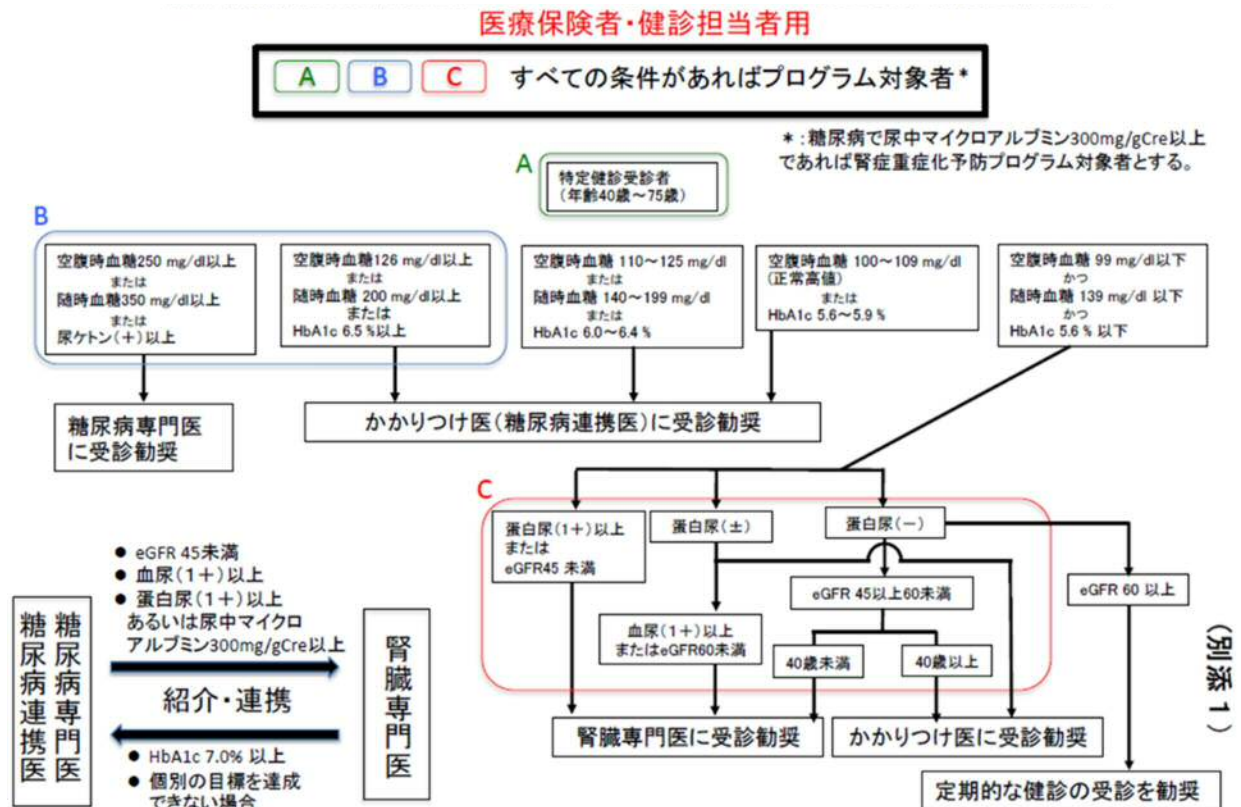 医療保険者・健診担当者用
A B C すべての条件があればプログラム対象者*
*:糖尿病で尿中マイクロアルブミン300mg/gCre以上
であれば腎症重症化予防プログラム対象者とする。
A
特定健診受診者
(年齢40歳~75歳)
B
空腹時血糖250 mg/dl以上
または
随時血糖350 mg/dl以上
または
尿ケトン(+)以上
空腹時血糖126 mg/dl以上
または
随時血糖 200 mg/dl以上
または
HbA1c 6.5 %以上
空腹時血糖 110~125 mg/dl
または
随時血糖 140~199 mg/dl
または
HbA1c 6.0~6.4 %
空腹時血糖 100~109 mg/dl
(正常高値)
または
HbA1c 5.6~5.9 %
空腹時血糖 99 mg/dl以下
かつ
随時血糖 139 mg/dl 以下
かつ
HbA1c 5.6 % 以下
糖尿病専門医
に受診勧奨
かかりつけ医(糖尿病連携医)に受診勧奨
C
蛋白尿(1+)以上
または
eGFR45 未満
蛋白尿(±)
蛋白尿(-)
血尿(1+)以上
またはeGFR60未満
eGFR 45以上60未満
40歳未満
40歳以上
eGFR 60 以上
腎臓専門医に受診勧奨
かかりつけ医に受診勧奨
定期的な健診の受診を勧奨
● eGFR 45未満
● 血尿(1+)以上
● 蛋白尿(1+)以上
あるいは尿中マイクロ
アルブミン300mg/gCre以上
糖尿病専門医
糖尿病連携医
紹介・連携
腎臓専門医
● HbA1c 7.0% 以上
● 個別の目標を達成
できない場合
(別添1)